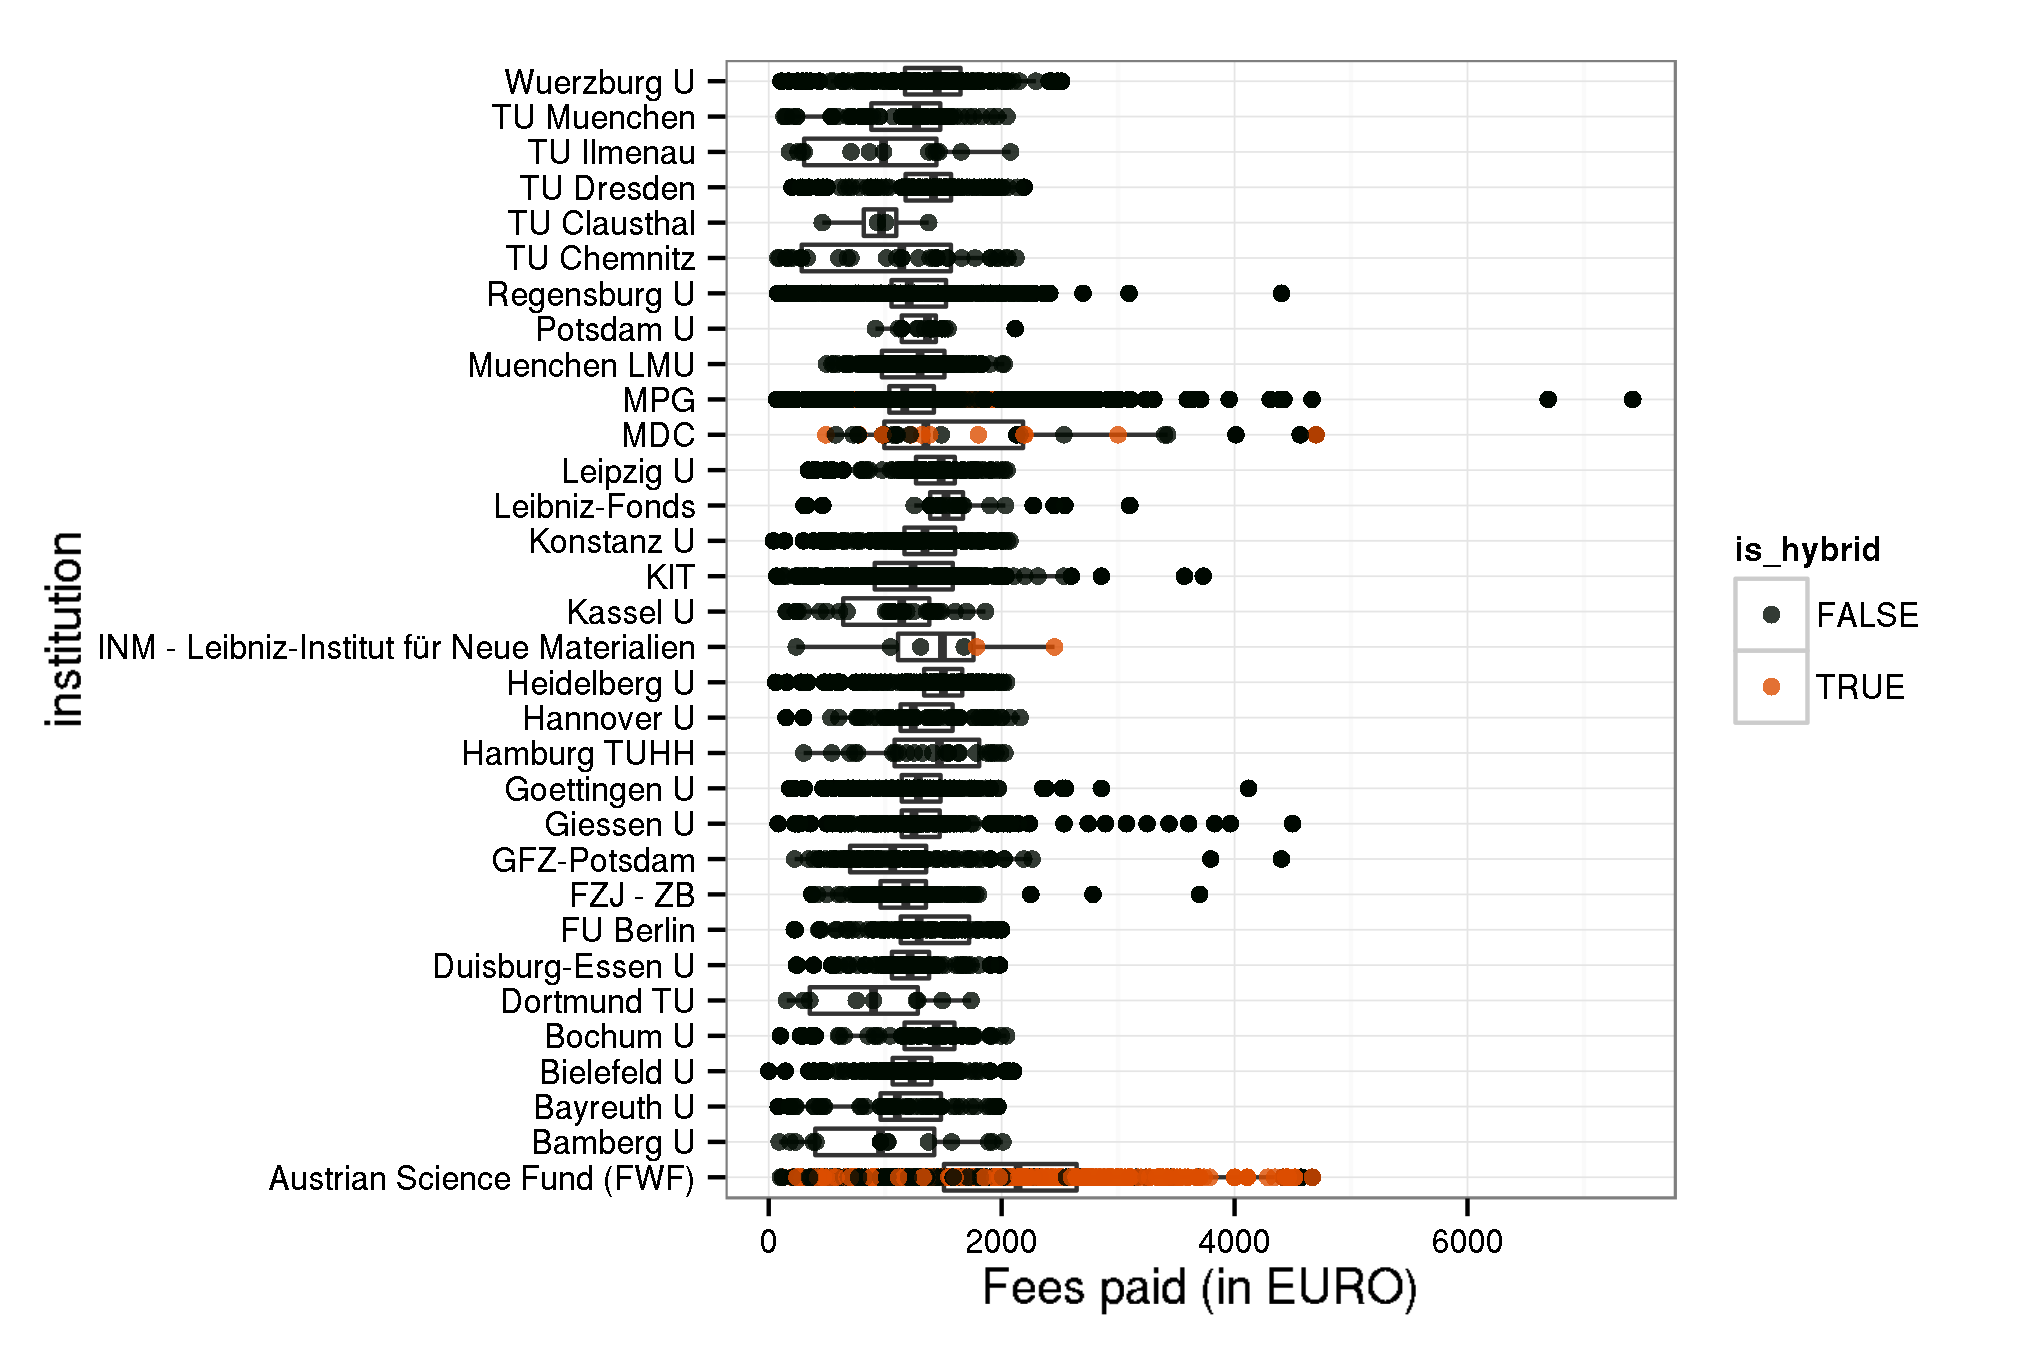 Wuerzburg U
TU Muenchen
TU Ilmenau
TU Dresden
TU Clausthal
TU Chemnitz
Regensburg U
Potsdam U
Muenchen LMU
MPG
MDC
Leipzig U
Leibniz-Fonds
Konstanz U
KIT
Kassel U
INM - Leibniz-Institut für Neue Materialien
Heidelberg U
Hannover U
Hamburg TUHH
Goettingen U
Giessen U
GFZ-Potsdam
FZJ - ZB
FU Berlin
Duisburg-Essen U
Dortmund TU
Bochum U
Bielefeld U
Bayreuth U
Bamberg U
Austrian Science Fund (FWF)
institution
0 2000 4000 6000
Fees paid (in EURO)
is_hybrid
FALSE
TRUE